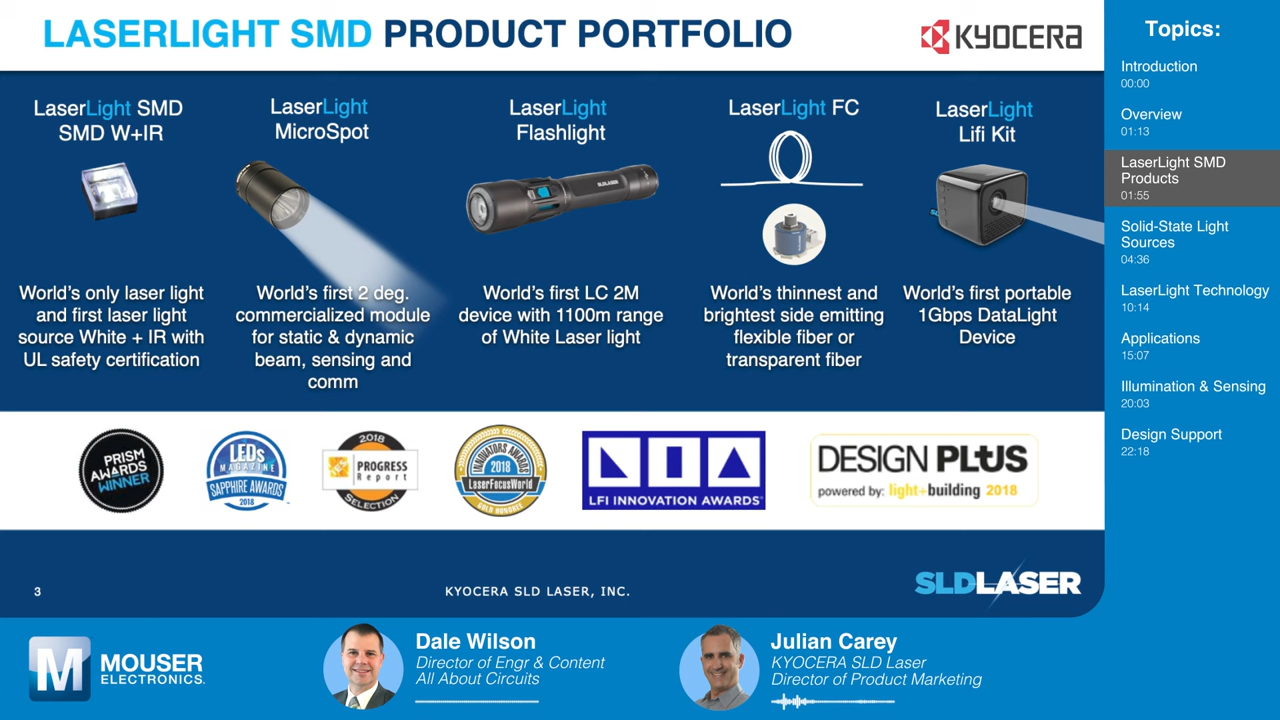 LASERLIGHT SMD PRODUCT PORTFOLIO
KYOCERA
LaserLight SMD
SMD W+IR
World's only laser light
and first laser light
source White + IR with
UL safety certification
LaserLight
MicroSpot
World's first 2 deg.
commercialized module
for static & dynamic
beam, sensing and
comm
LaserLight
Flashlight
SLDLASER
World's first LC 2M
device with 1100m range
of White Laser light
LaserLight FC
World's thinnest and
brightest side emitting
flexible fiber or
transparent fiber
LaserLight
Lifi Kit
World's first portable
1Gbps DataLight
Device
PRISM
AWARDS
WINNER
LEDs
MAGAZINE
SAPPHIRE AWARDS
2018
2018
PROGRESS
Report
SELECTION
INNOVATORS AWARDS
2018
LaserFocusWorld
GOLD HONOREE
LFI INNOVATION AWARDS
DESIGN PLUS
powered by: light+building 2018
3
KYOCERA SLD LASER, INC.
SLDLASER
Topics:
Introduction
00:00
Overview
01:13
LaserLight SMD
Products
01:55
Solid-State Light
Sources
04:36
LaserLight Technology
10:14
Applications
15:07
Illumination & Sensing
20:03
Design Support
22:18
M
MOUSER
ELECTRONICS.
Dale Wilson
Director of Engr & Content
All About Circuits
Julian Carey
KYOCERA SLD Laser
Director of Product Marketing